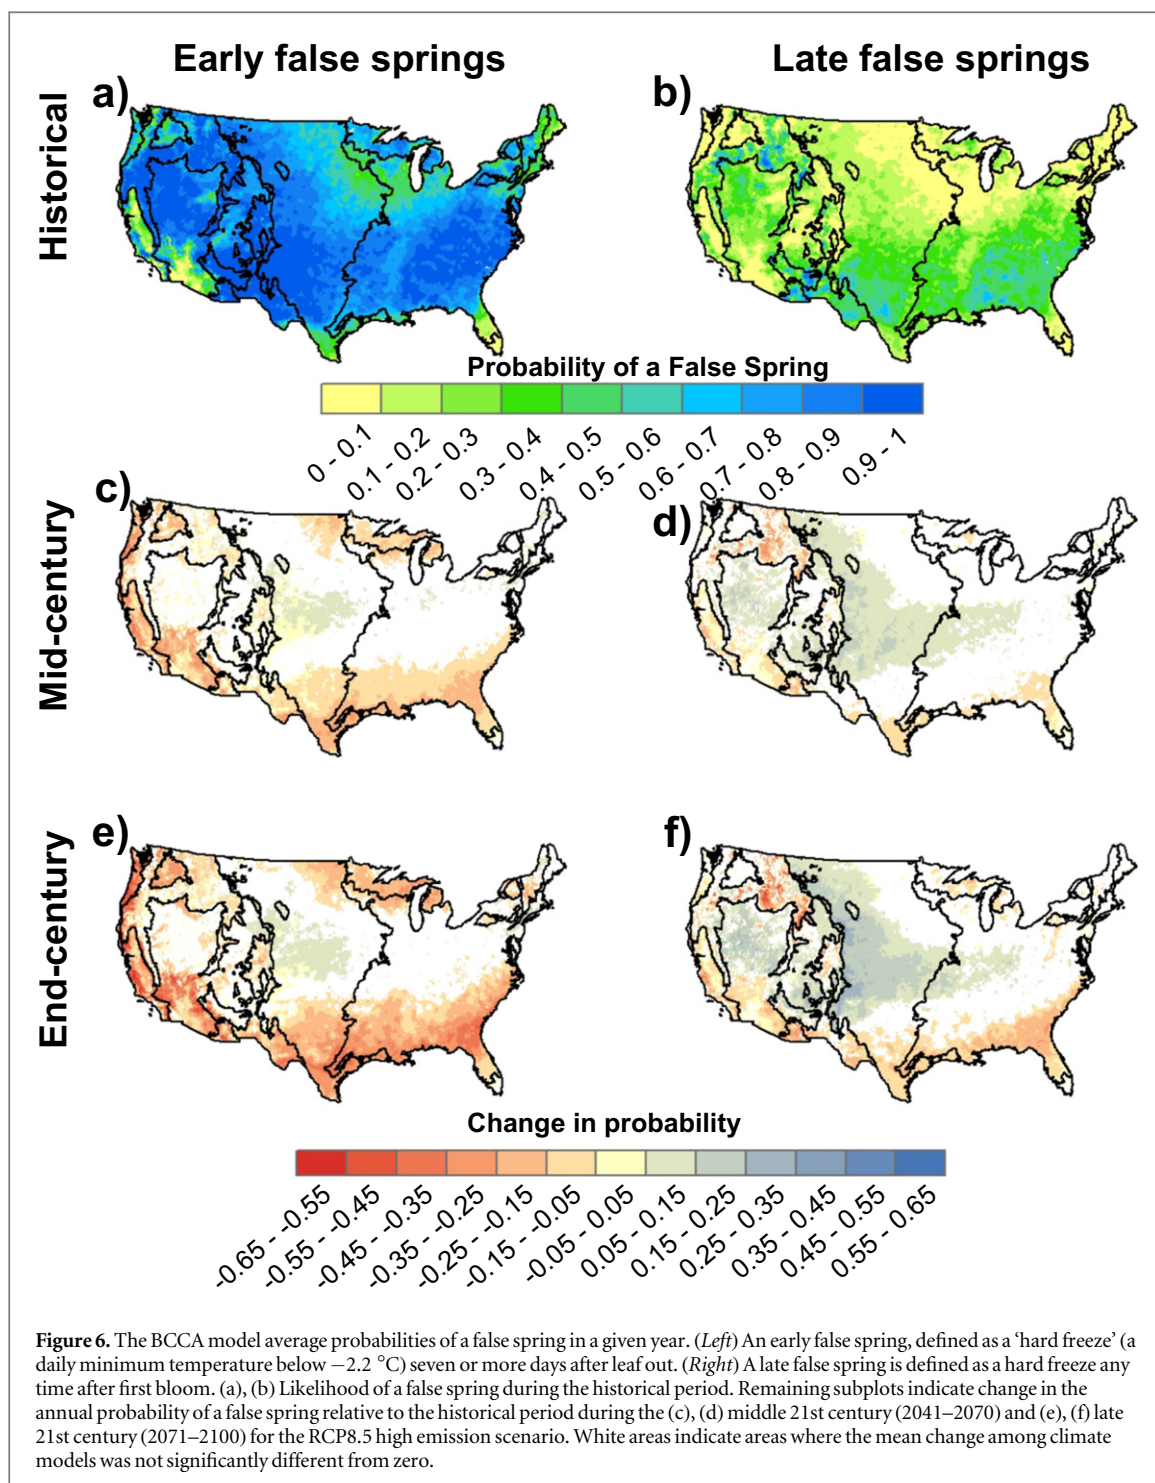 Early false springs
Late false springs
Historical
a)
b)
Probability of a False Spring
0 - 0.1
0.1 - 0.2
0.2 - 0.3
0.3 - 0.4
0.4 - 0.5
0.5 - 0.6
0.6 - 0.7
0.7 - 0.8
0.8 - 0.9
0.9 - 1
Mid-century
c)
d)
End-century
e)
f)
Change in probability
-0.65 - -0.55
-0.55 - -0.45
-0.45 - -0.35
-0.35 - -0.25
-0.25 - -0.15
-0.15 - -0.05
-0.05 - 0.05
0.05 - 0.15
0.15 - 0.25
0.25 - 0.35
0.35 - 0.45
0.45 - 0.55
0.55 - 0.65
Figure 6. The BCCA model average probabilities of a false spring in a given year. (Left) An early false spring, defined as a ‘hard freeze’ (a
daily minimum temperature below −2.2 °C) seven or more days after leaf out. (Right) A late false spring is defined as a hard freeze any
time after first bloom. (a), (b) Likelihood of a false spring during the historical period. Remaining subplots indicate change in the
annual probability of a false spring relative to the historical period during the (c), (d) middle 21st century (2041–2070) and (e), (f) late
21st century (2071–2100) for the RCP8.5 high emission scenario. White areas indicate areas where the mean change among climate
models was not significantly different from zero.